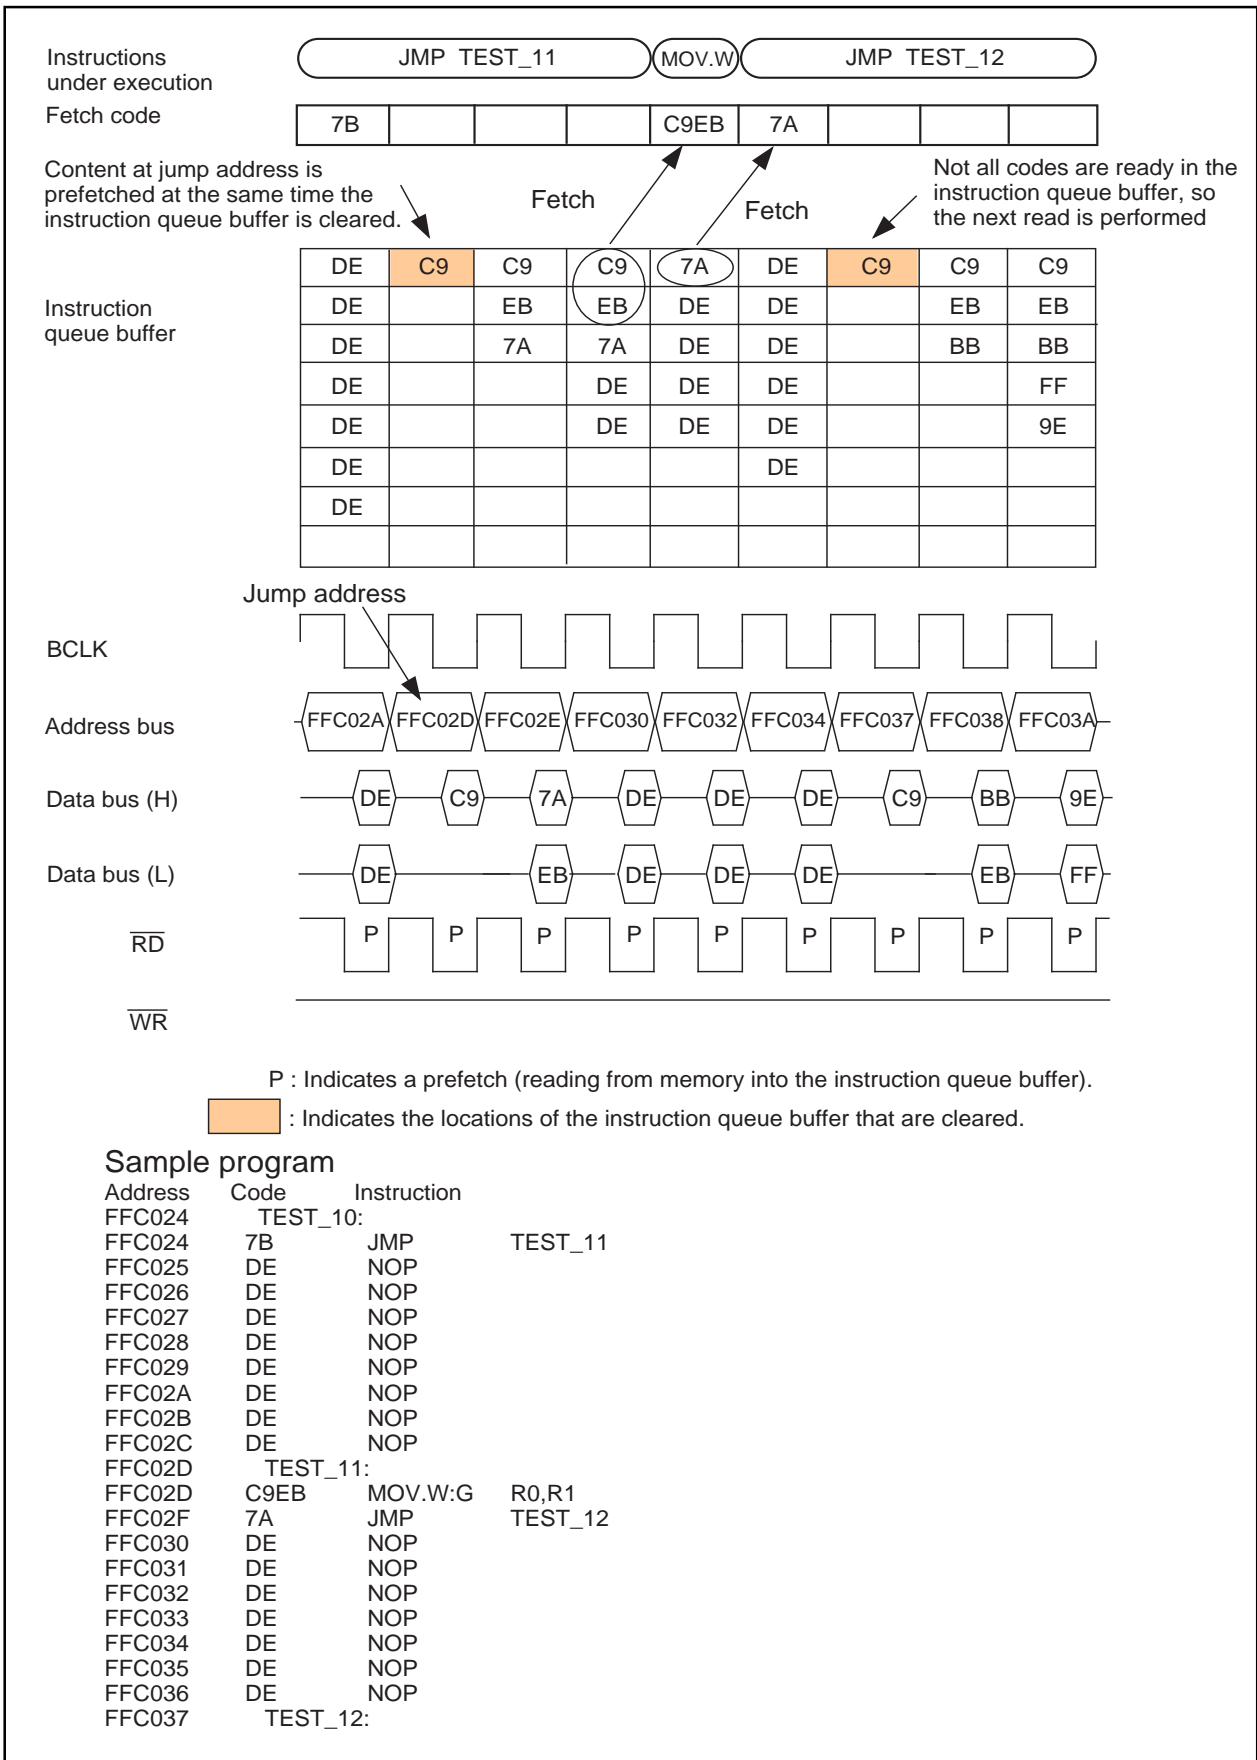 Instructions
under execution
JMP TEST_11 MOV.W JMP TEST_12
Fetch code 7B C9EB 7A
Content at jump address is
prefetched at the same time the
instruction queue buffer is cleared.
Fetch
Fetch
Not all codes are ready in the
instruction queue buffer, so
the next read is performed
Instruction
queue buffer
DE C9 C9 C9 7A DE C9 C9 C9
DE EB EB DE DE EB EB
DE 7A 7A DE DE BB BB
DE DE DE DE FF
DE DE DE DE 9E
DE DE
DE
Jump address
BCLK
Address bus FFC02A FFC02D FFC02E FFC030 FFC032 FFC034 FFC037 FFC038 FFC03A
Data bus (H) DE C9 7A DE DE DE C9 BB 9E
Data bus (L) DE EB DE DE DE EB FF
RD P P P P P P P P P
WR
P : Indicates a prefetch (reading from memory into the instruction queue buffer).
: Indicates the locations of the instruction queue buffer that are cleared.
Sample program
Address Code Instruction
FFC024 TEST_10:
FFC024 7B JMP TEST_11
FFC025 DE NOP
FFC026 DE NOP
FFC027 DE NOP
FFC028 DE NOP
FFC029 DE NOP
FFC02A DE NOP
FFC02B DE NOP
FFC02C DE NOP
FFC02D TEST_11:
FFC02D C9EB MOV.W:G R0,R1
FFC02F 7A JMP TEST_12
FFC030 DE NOP
FFC031 DE NOP
FFC032 DE NOP
FFC033 DE NOP
FFC034 DE NOP
FFC035 DE NOP
FFC036 DE NOP
FFC037 TEST_12: